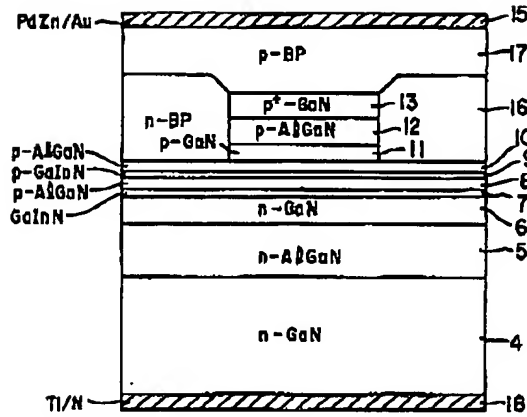 PdZn/Au
15
p-BP
17
p⁺-GaN
13
16
n-BP
p-AlGaN
12
p-GaN
11
10
p-AlGaN
9
p-GaInN
8
p-AlGaN
7
GaInN
n-GaN
6
n-AlGaN
5
n-GaN
4
Ti/N
18